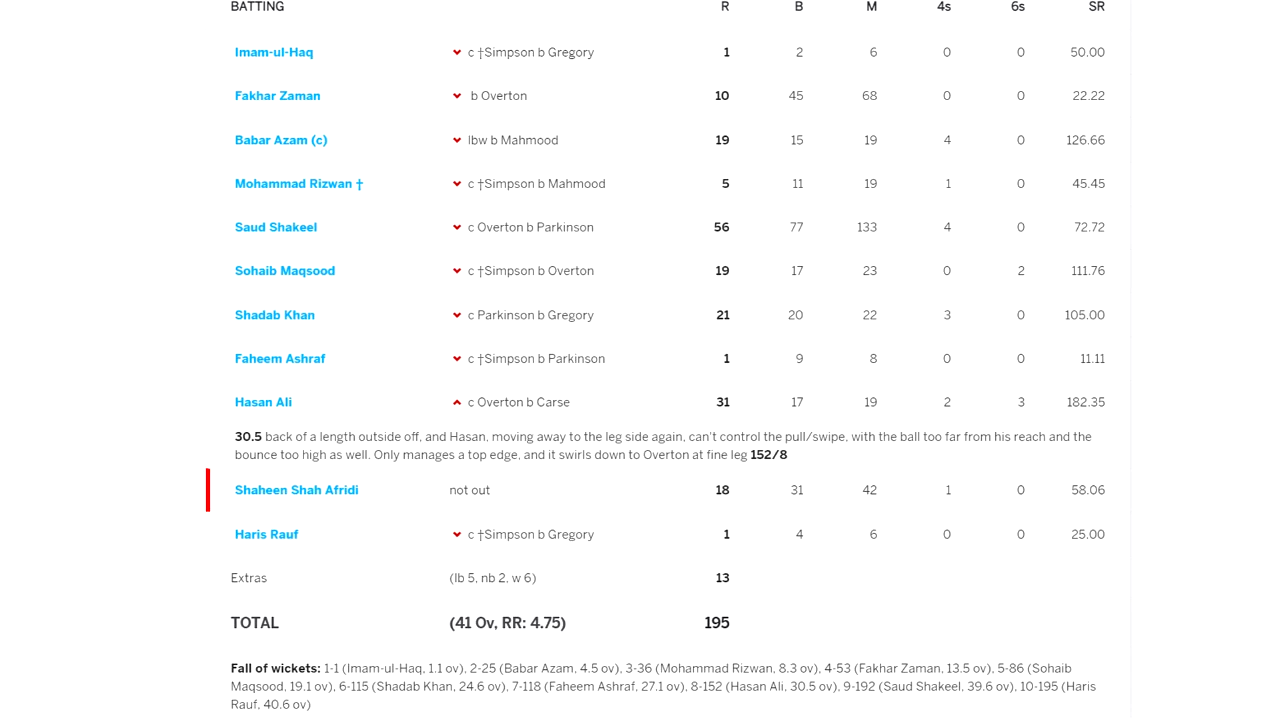 BATTING R B M 4s 6s SR
Imam-ul-Haq c †Simpson b Gregory 1 2 6 0 0 50.00
Fakhar Zaman b Overton 10 45 68 0 0 22.22
Babar Azam (c) lbw b Mahmood 19 15 19 4 0 126.66
Mohammad Rizwan † c †Simpson b Mahmood 5 11 19 1 0 45.45
Saud Shakeel c Overton b Parkinson 56 77 133 4 0 72.72
Sohaib Maqsood c †Simpson b Overton 19 17 23 0 2 111.76
Shadab Khan c Parkinson b Gregory 21 20 22 3 0 105.00
Faheem Ashraf c †Simpson b Parkinson 1 9 8 0 0 11.11
Hasan Ali c Overton b Carse 31 17 19 2 3 182.35
30.5 back of a length outside off, and Hasan, moving away to the leg side again, can't control the pull/swipe, with the ball too far from his reach and the
bounce too high as well. Only manages a top edge, and it swirls down to Overton at fine leg 152/8
Shaheen Shah Afridi not out 18 31 42 1 0 58.06
Haris Rauf c †Simpson b Gregory 1 4 6 0 0 25.00
Extras (lb 5, nb 2, w 6) 13
TOTAL (41 Ov, RR: 4.75) 195
Fall of wickets: 1-1 (Imam-ul-Haq, 1.1 ov), 2-25 (Babar Azam, 4.5 ov), 3-36 (Mohammad Rizwan, 8.3 ov), 4-53 (Fakhar Zaman, 13.5 ov), 5-86 (Sohaib
Maqsood, 19.1 ov), 6-115 (Shadab Khan, 24.6 ov), 7-118 (Faheem Ashraf, 27.1 ov), 8-152 (Hasan Ali, 30.5 ov), 9-192 (Saud Shakeel, 39.6 ov), 10-195 (Haris
Rauf, 40.6 ov)